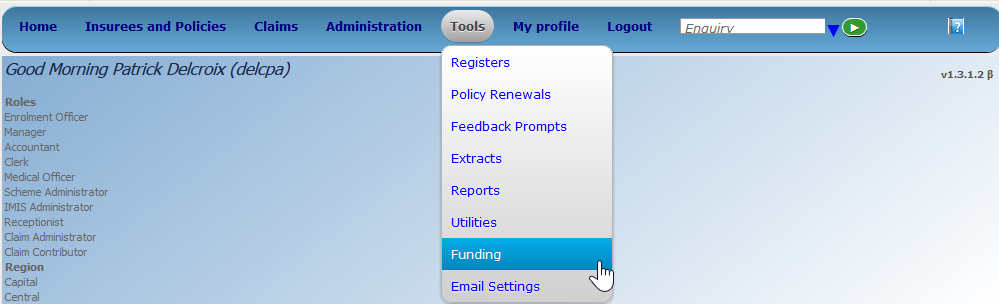 Home Insurees and Policies Claims Administration Tools My profile Logout Enquiry ?
Good Morning Patrick Delcroix (delcpa)
v1.3.1.2 β
Roles
Enrolment Officer
Manager
Accountant
Clerk
Medical Officer
Scheme Administrator
IMIS Administrator
Receptionist
Claim Administrator
Claim Contributor
Region
Capital
Central
Registers
Policy Renewals
Feedback Prompts
Extracts
Reports
Utilities
Funding
Email Settings